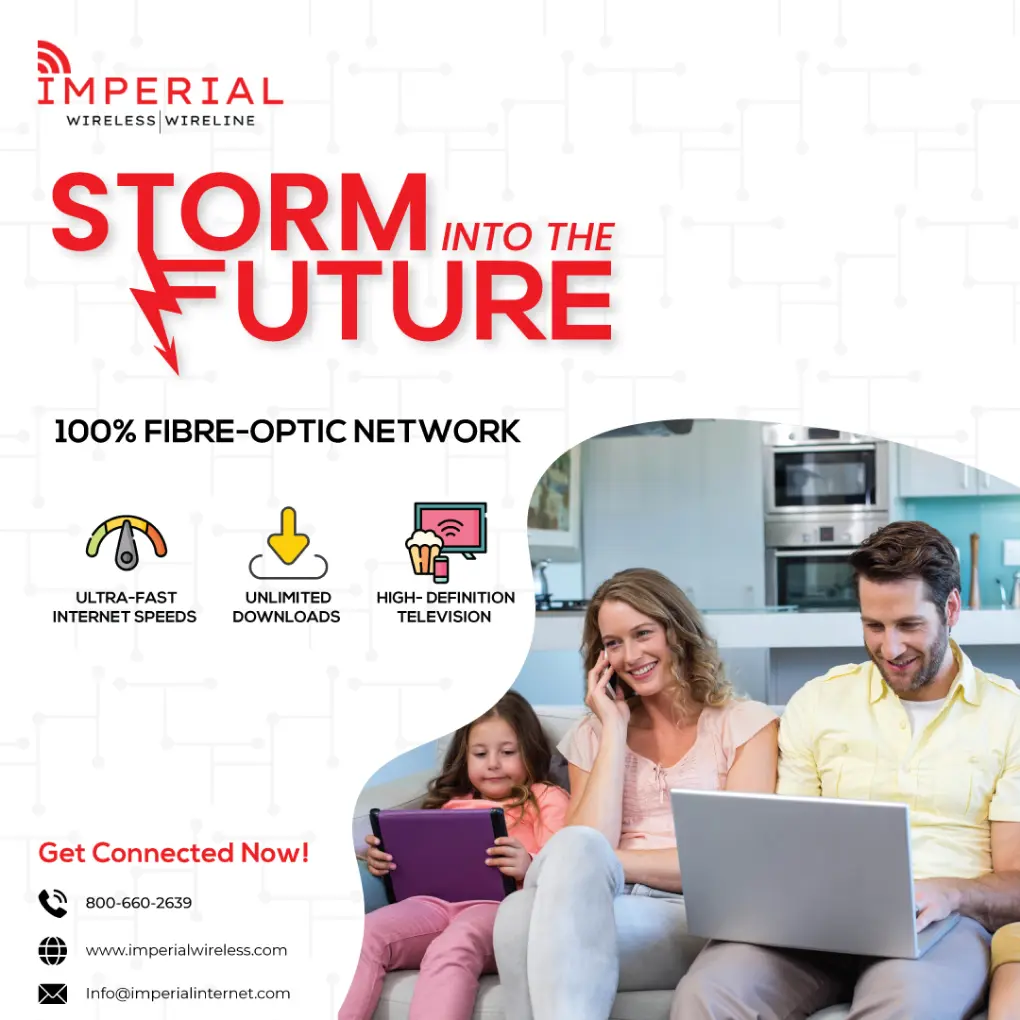 IMPERIAL
WIRELESS|WIRELINE
STORM INTO THE
FUTURE
100% FIBRE-OPTIC NETWORK
ULTRA-FAST
INTERNET SPEEDS
UNLIMITED
DOWNLOADS
HIGH- DEFINITION
TELEVISION
Get Connected Now!
800-660-2639
www.imperialwireless.com
Info@imperialinternet.com